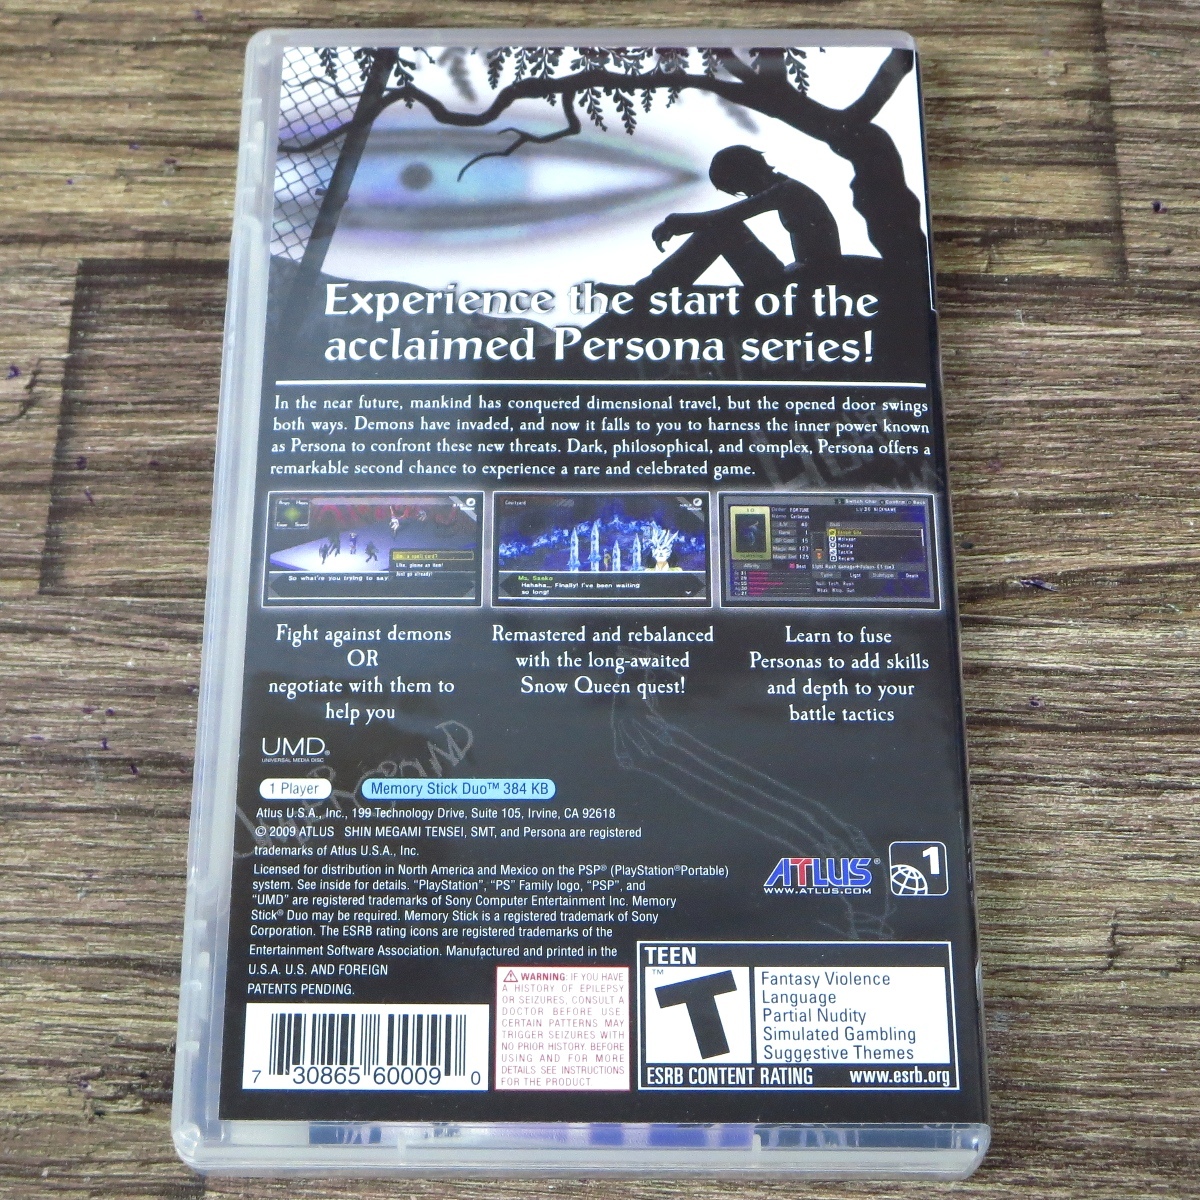 Experience the start of the
acclaimed Persona series!
In the near future, mankind has conquered dimensional travel, but the opened door swings
both ways. Demons have invaded, and now it falls to you to harness the inner power known
as Persona to confront these new threats. Dark, philosophical, and complex, Persona offers a
remarkable second chance to experience a rare and celebrated game.
So what're you trying to say
Courtyard
Ms. Saeko
Hahaha... Finally! I've been waiting
so long!
Fight against demons
OR
negotiate with them to
help you
Remastered and rebalanced
with the long-awaited
Snow Queen quest!
Learn to fuse
Personas to add skills
and depth to your
battle tactics
UMD®
UNIVERSAL MEDIA DISC
1 Player
Memory Stick Duo™ 384 KB
Atlus U.S.A., Inc., 199 Technology Drive, Suite 105, Irvine, CA 92618
© 2009 ATLUS SHIN MEGAMI TENSEI, SMT, and Persona are registered
trademarks of Atlus U.S.A., Inc.
Licensed for distribution in North America and Mexico on the PSP® (PlayStation®Portable)
system. See inside for details. "PlayStation", "PS" Family logo, "PSP", and
"UMD" are registered trademarks of Sony Computer Entertainment Inc. Memory
Stick® Duo may be required. Memory Stick is a registered trademark of Sony
Corporation. The ESRB rating icons are registered trademarks of the
Entertainment Software Association. Manufactured and printed in the
U.S.A. U.S. AND FOREIGN
PATENTS PENDING.
ATLUS®
WWW.ATLUS.COM
1
7 30865 60009 0
WARNING: IF YOU HAVE
A HISTORY OF EPILEPSY
OR SEIZURES, CONSULT A
DOCTOR BEFORE USE.
CERTAIN PATTERNS MAY
TRIGGER SEIZURES WITH
NO PRIOR HISTORY. BEFORE
USING AND FOR MORE
DETAILS SEE INSTRUCTIONS
FOR THE PRODUCT
TEEN
T™
Fantasy Violence
Language
Partial Nudity
Simulated Gambling
Suggestive Themes
ESRB CONTENT RATING www.esrb.org